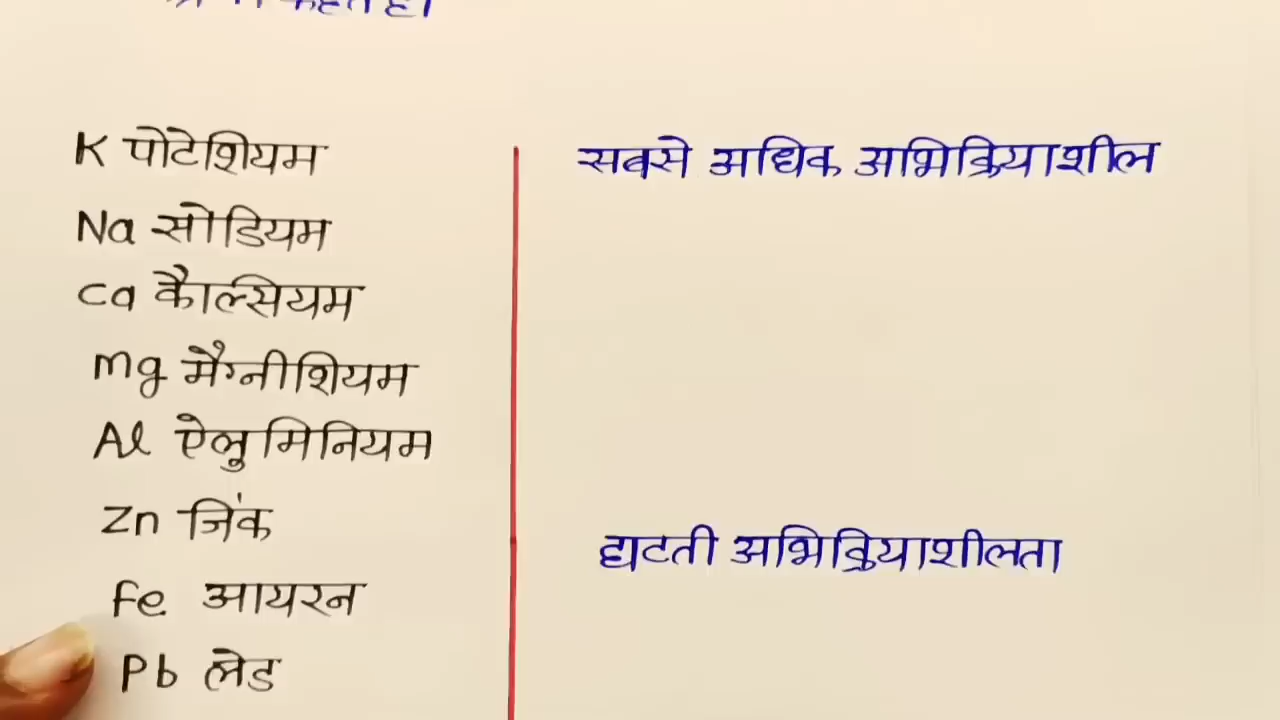 कहते हैं।
K पोटेशियम
सबसे अधिक अभिक्रियाशील
Na सोडियम
Ca कैाल्सियम
Mg मैग्नीशियम
Al ऐलुमिनियम
Zn जिंक
घटती अभिक्रियाशीलता
Fe आयरन
Pb लेड